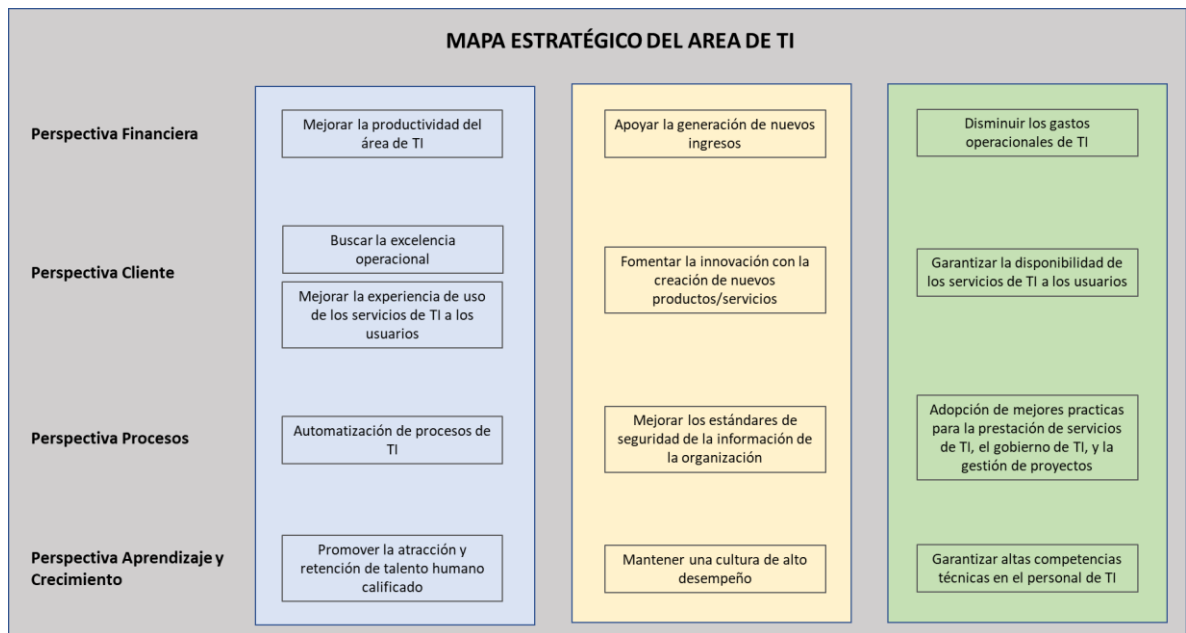 MAPA ESTRATÉGICO DEL AREA DE TI
Perspectiva Financiera
Mejorar la productividad del
área de TI
Apoyar la generación de nuevos
ingresos
Disminuir los gastos
operacionales de TI
Perspectiva Cliente
Buscar la excelencia
operacional
Mejorar la experiencia de uso
de los servicios de TI a los
usuarios
Fomentar la innovación con la
creación de nuevos
productos/servicios
Garantizar la disponibilidad de
los servicios de TI a los usuarios
Perspectiva Procesos
Automatización de procesos de
TI
Mejorar los estándares de
seguridad de la información de
la organización
Adopción de mejores practicas
para la prestación de servicios
de TI, el gobierno de TI, y la
gestión de proyectos
Perspectiva Aprendizaje y
Crecimiento
Promover la atracción y
retención de talento humano
calificado
Mantener una cultura de alto
desempeño
Garantizar altas competencias
técnicas en el personal de TI